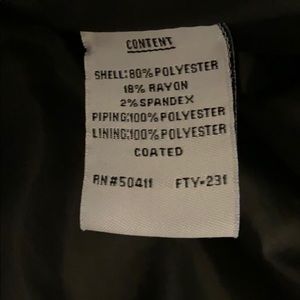 CONTENT
SHELL:80% POLYESTER
18% RAYON
2% SPANDEX
PIPING:100% POLYESTER
LINING:100% POLYESTER
COATED
RN#50411 FTY-231